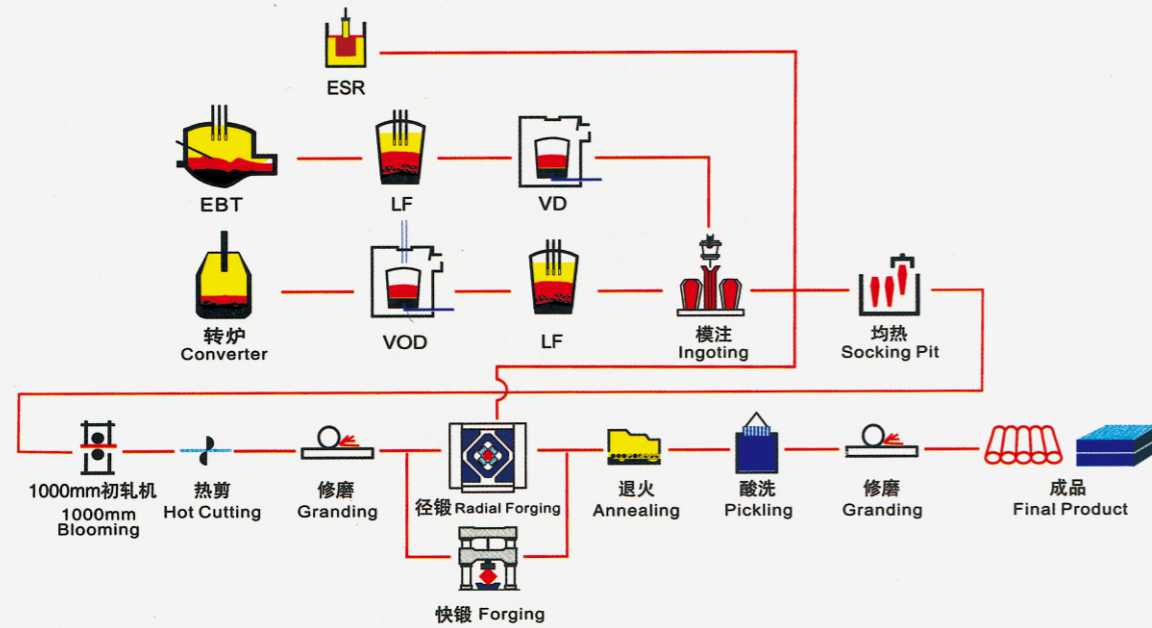 ESR
EBT
LF
VD
转炉
Converter
VOD
LF
模注
Ingoting
均热
Socking Pit
1000mm初轧机
1000mm
Blooming
热剪
Hot Cutting
修磨
Granding
径锻 Radial Forging
快锻 Forging
退火
Annealing
酸洗
Pickling
修磨
Granding
成品
Final Product